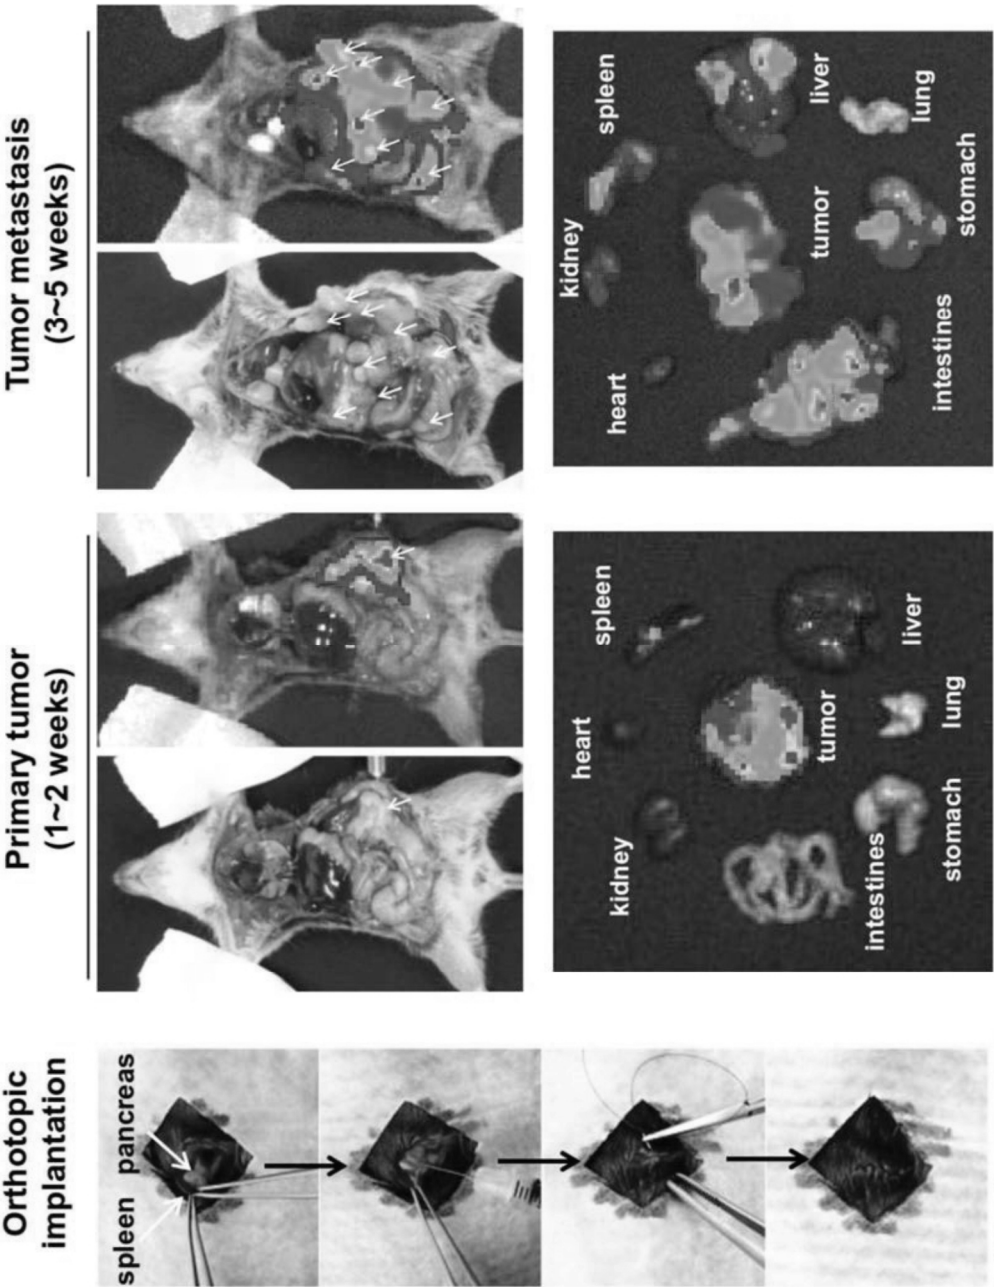 Orthotopic
implantation
spleen
pancreas
Primary tumor
(1~2 weeks)
kidney
heart
spleen
intestines
tumor
stomach
lung
liver
Tumor metastasis
(3~5 weeks)
heart
kidney
spleen
intestines
tumor
liver
stomach
lung